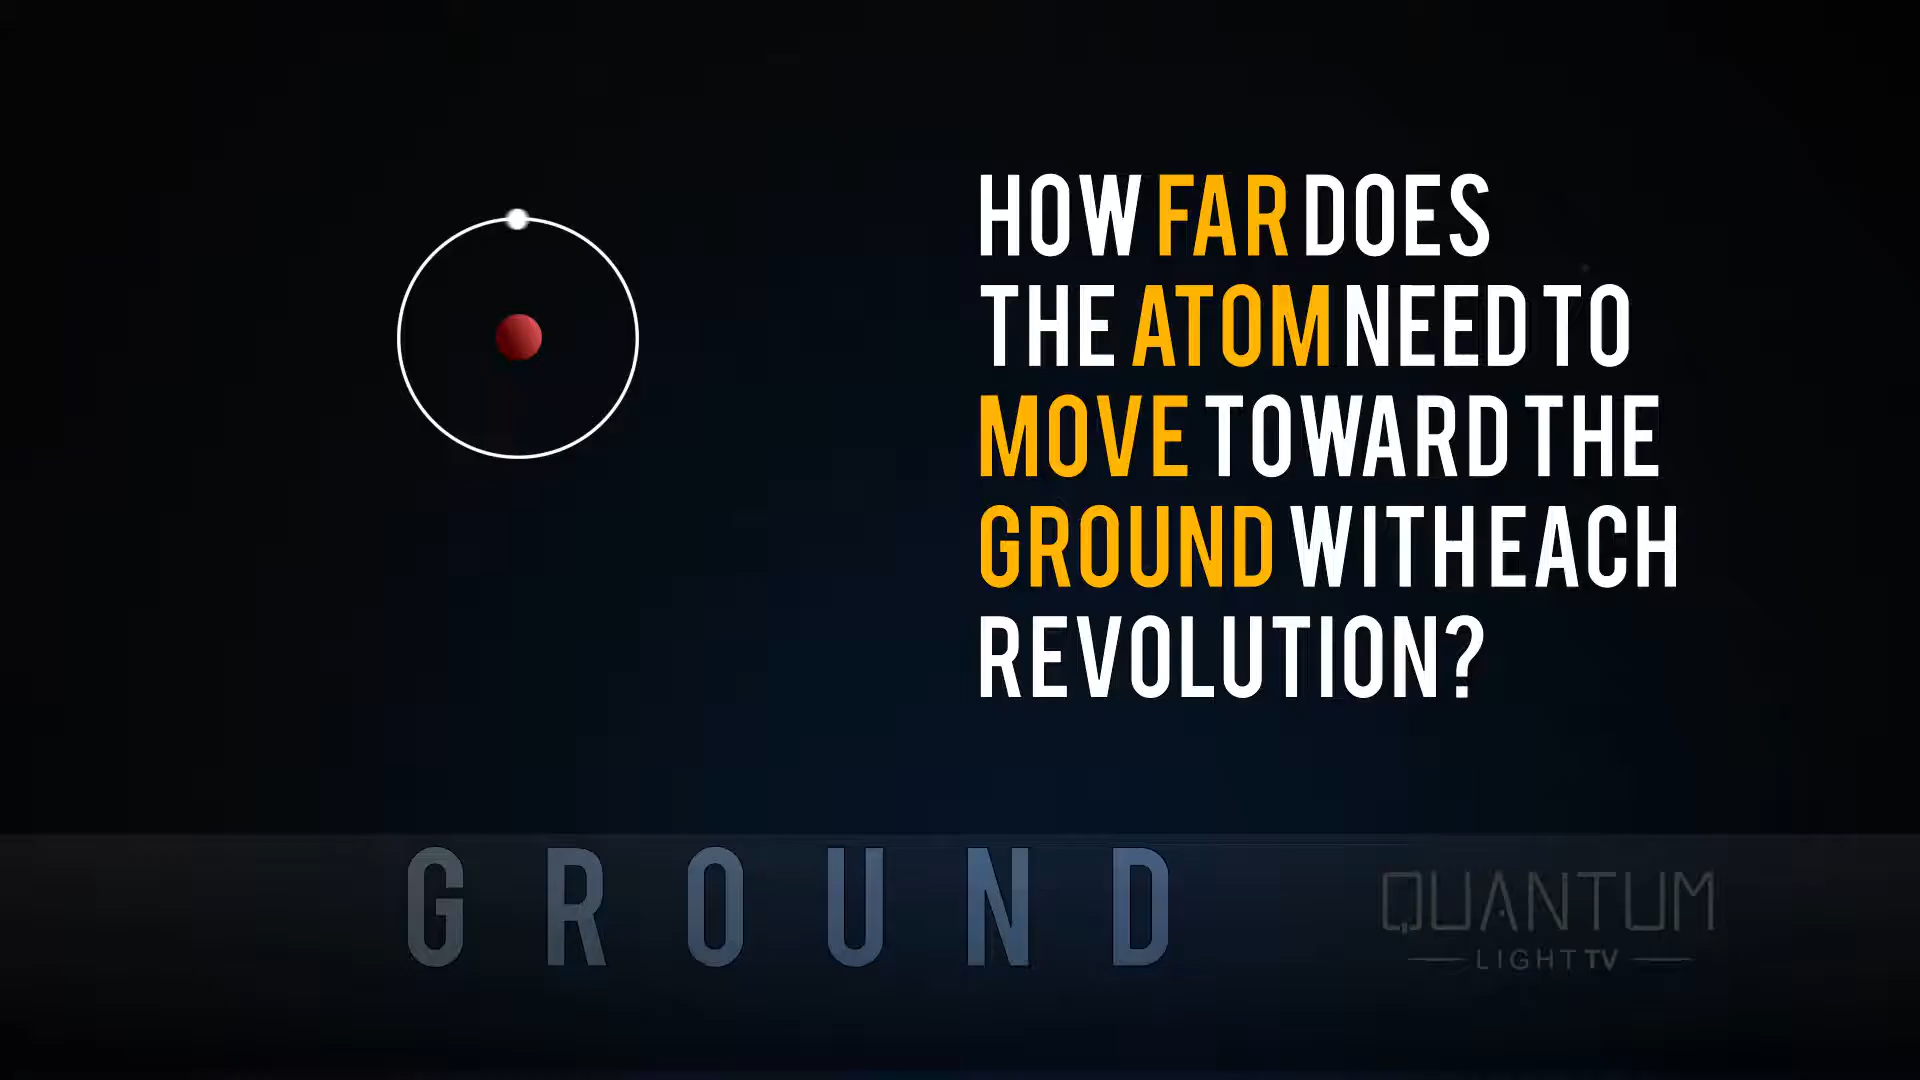 HOW FAR DOES
THE ATOM NEED TO
MOVE TOWARD THE
GROUND WITH EACH
REVOLUTION?
GROUND
QUANTUM
LIGHT TV